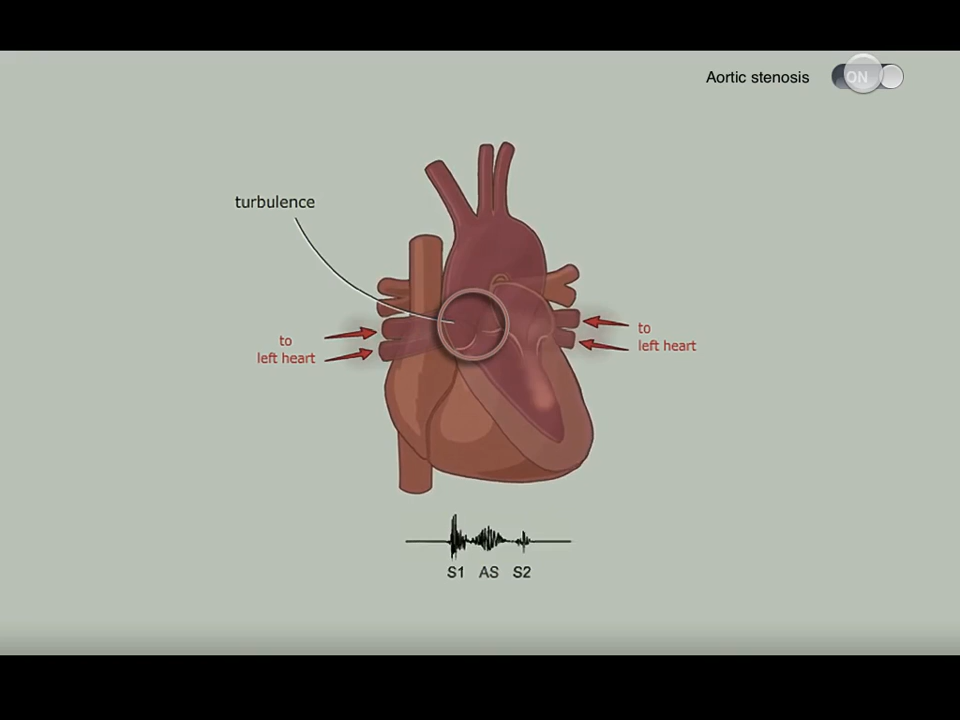 Aortic stenosis ON
turbulence
to
left heart
to
left heart
S1 AS S2